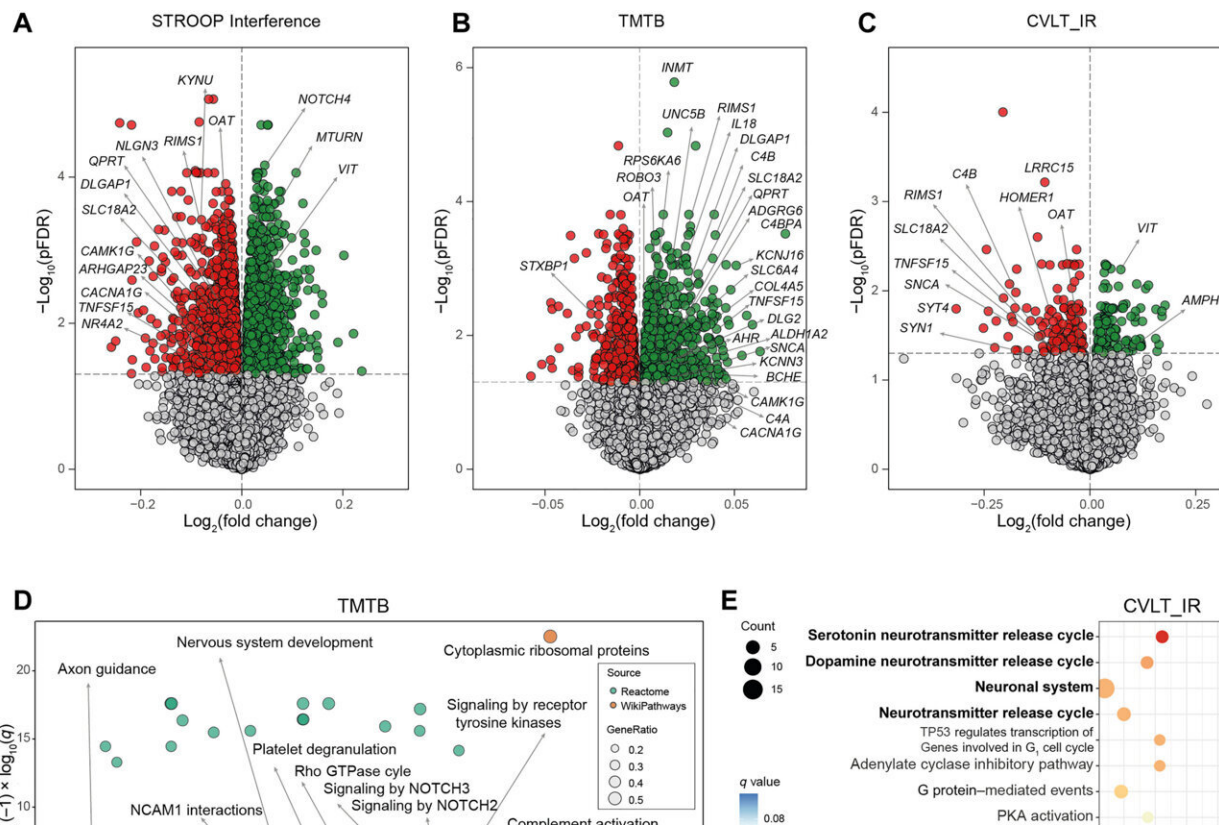 A
STROOP Interference
KYNU
NOTCH4
OAT
NLGN3
RIMS1
MTURN
QPRT
VIT
DLGAP1
SLC18A2
CAMK1G
ARHGAP23
CACNA1G
TNFSF15
NR4A2
−Log10(pFDR)
4
2
0
−0.2
0.0
0.2
Log2(fold change)
B
TMTB
INMT
UNC5B
RIMS1
IL18
DLGAP1
RPS6KA6
C4B
ROBO3
SLC18A2
OAT
QPRT
ADGRG6
C4BPA
STXBP1
KCNJ16
SLC6A4
COL4A5
TNFSF15
DLG2
AHR
ALDH1A2
SNCA
KCNN3
BCHE
CAMK1G
C4A
CACNA1G
−Log10(pFDR)
6
4
2
0
−0.05
0.00
0.05
Log2(fold change)
C
CVLT_IR
C4B
LRRC15
RIMS1
HOMER1
OAT
SLC18A2
VIT
TNFSF15
SNCA
SYT4
AMPH
SYN1
−Log10(pFDR)
4
3
2
1
0
−0.25
0.00
0.25
Log2(fold change)
D
TMTB
Nervous system development
Cytoplasmic ribosomal proteins
Axon guidance
Source
Reactome
WikiPathways
GeneRatio
0.2
0.3
0.4
0.5
Signaling by receptor
tyrosine kinases
Platelet degranulation
Rho GTPase cyle
Signaling by NOTCH3
Signaling by NOTCH2
NCAM1 interactions
Complement activation
(−1) × log10(q)
20
15
10
E
CVLT_IR
Count
5
10
15
q value
0.08
Serotonin neurotransmitter release cycle
Dopamine neurotransmitter release cycle
Neuronal system
Neurotransmitter release cycle
TP53 regulates transcription of
Genes involved in G1 cell cycle
Adenylate cyclase inhibitory pathway
G protein–mediated events
PKA activation